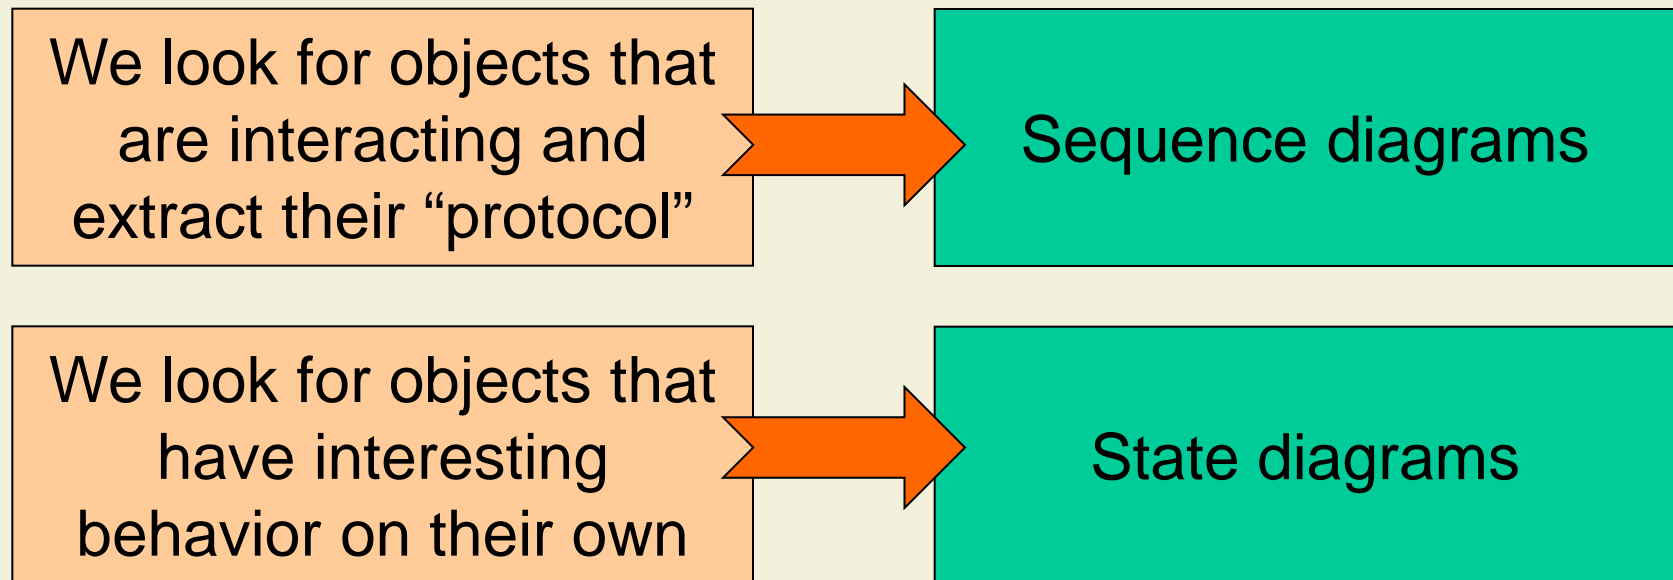 We look for objects that
are interacting and
extract their “protocol”
Sequence diagrams
We look for objects that
have interesting
behavior on their own
State diagrams